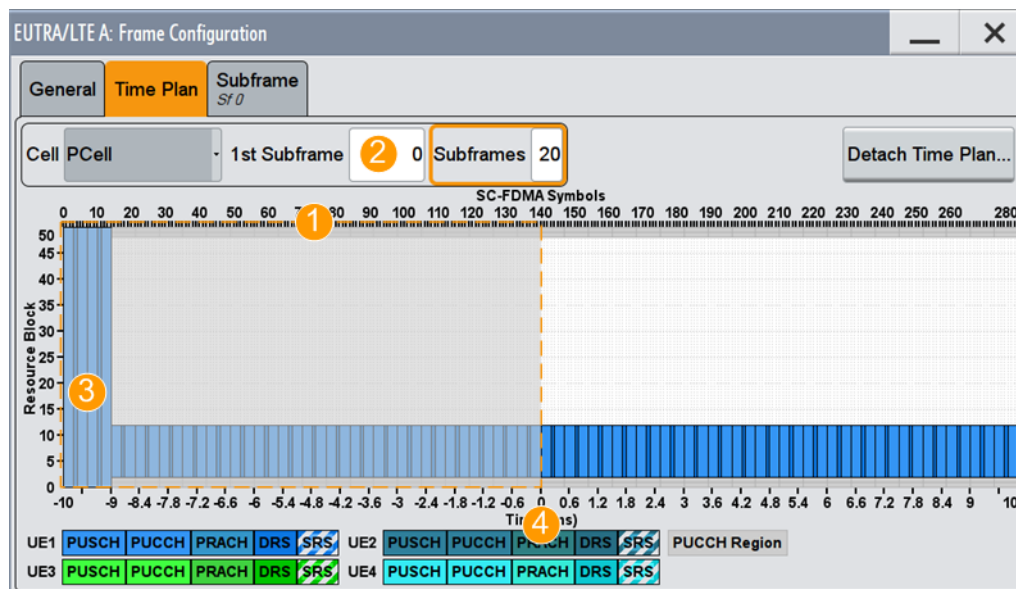 EUTRA/LTE A: Frame Configuration
General
Time Plan
Subframe
Sf 0
Cell PCell 1st Subframe 2 0 Subframes 20 Detach Time Plan...
SC-FDMA Symbols
0 10 20 30 40 50 60 1 80 90 100 110 120 130 140 150 160 170 180 190 200 210 220 230 240 250 260 280
Resource Block
50
45
40
35
30
25
20
15
10
5
0
3
-10 -9 -8.4 -7.8 -7.2 -6.6 -6 -5.4 -4.8 -4.2 -3.6 -3 -2.4 -1.8 -1.2 -0.6 0 0.6 1.2 1.8 2.4 3 3.6 4.2 4.8 5.4 6 6.6 7.2 7.8 8.4 9 10
4
UE1 PUSCH PUCCH PRACH DRS SRS UE2 PUSCH PUCCH PRACH DRS SRS PUCCH Region
UE3 PUSCH PUCCH PRACH DRS SRS UE4 PUSCH PUCCH PRACH DRS SRS